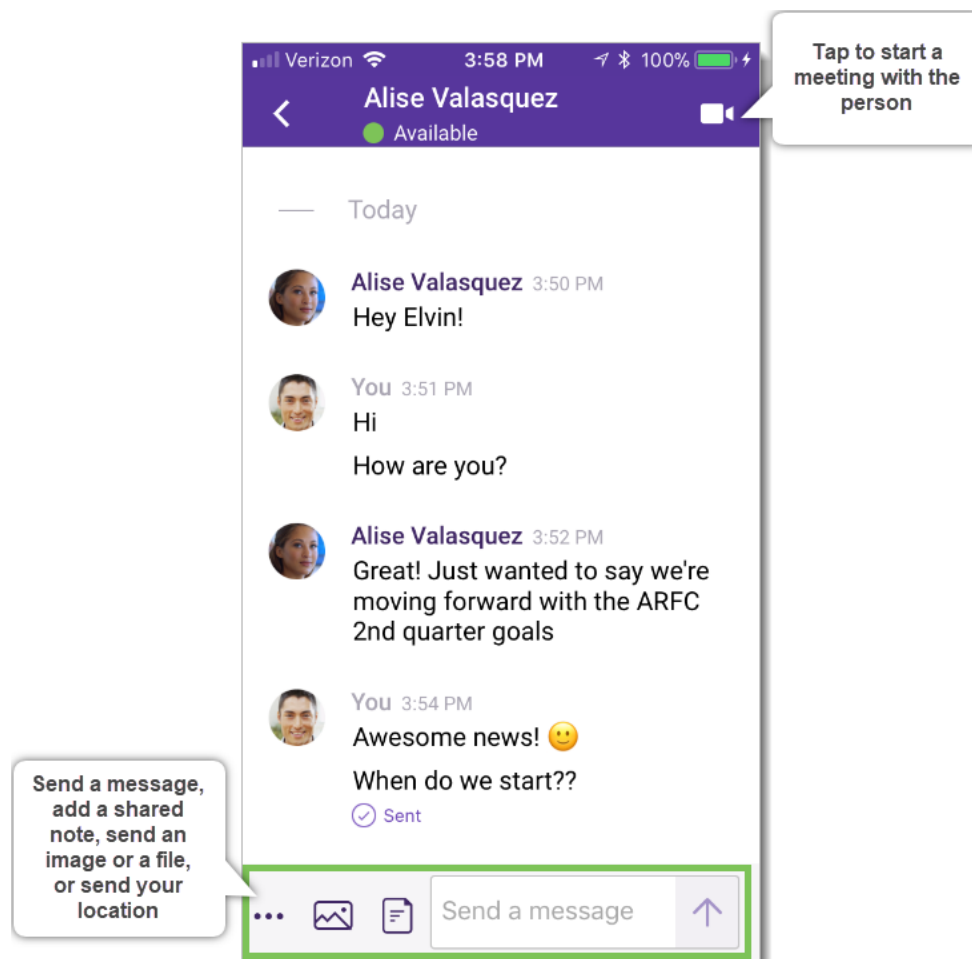 Verizon 3:58 PM 100%
Alise Valasquez
Available
Tap to start a
meeting with the
person
Today
Alise Valasquez 3:50 PM
Hey Elvin!
You 3:51 PM
Hi
How are you?
Alise Valasquez 3:52 PM
Great! Just wanted to say we're
moving forward with the ARFC
2nd quarter goals
You 3:54 PM
Awesome news! 🙂
When do we start??
Sent
Send a message,
add a shared
note, send an
image or a file,
or send your
location
Send a message